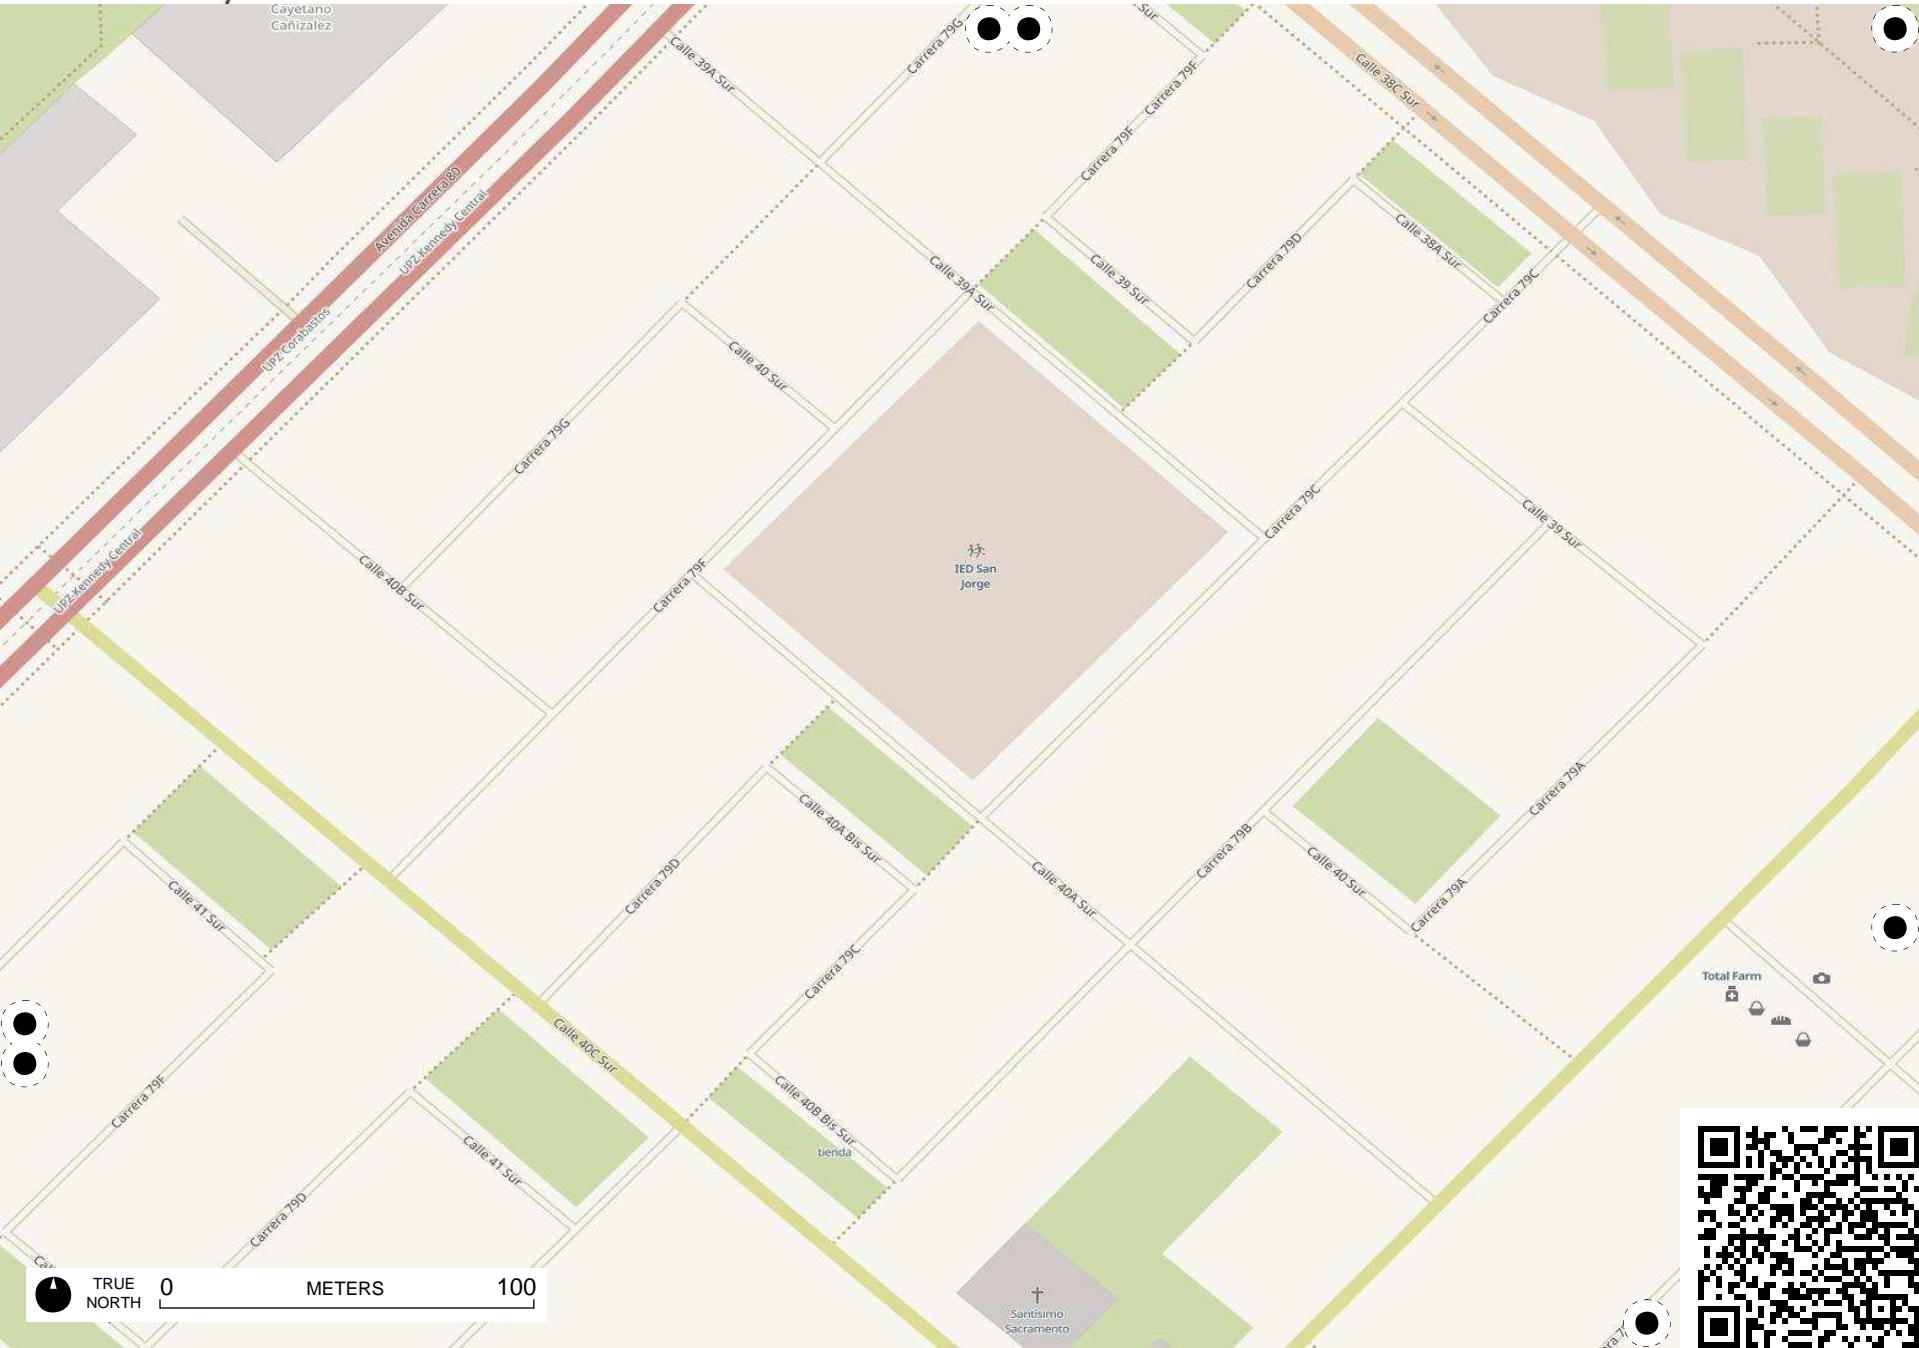 Cayetano
Cañizalez
Calle 39A Sur
Carrera 79G
Sur
Carrera 79F
Carrera 79F
Calle 38C Sur
Avenida Carrera 80
UPZ Kennedy Central
Calle 39A Sur
Calle 39 Sur
Carrera 79D
Calle 38A Sur
Carrera 79C
UPZ Corabastos
Calle 40 Sur
Carrera 79G
Carrera 79C
Calle 39 Sur
UPZ Kennedy Central
Calle 40B Sur
Carrera 79F
IED San
Jorge
Calle 40A Bis Sur
Carrera 79A
Carrera 79D
Carrera 79B
Calle 40 Sur
Carrera 79A
Calle 40A Sur
Calle 41 Sur
Carrera 79C
Total Farm
Calle 40C Sur
Carrera 79F
Calle 40B Bis Sur
tienda
Calle 41 Sur
Carrera 79D
TRUE
NORTH
0 METERS 100
Santísimo
Sacramento